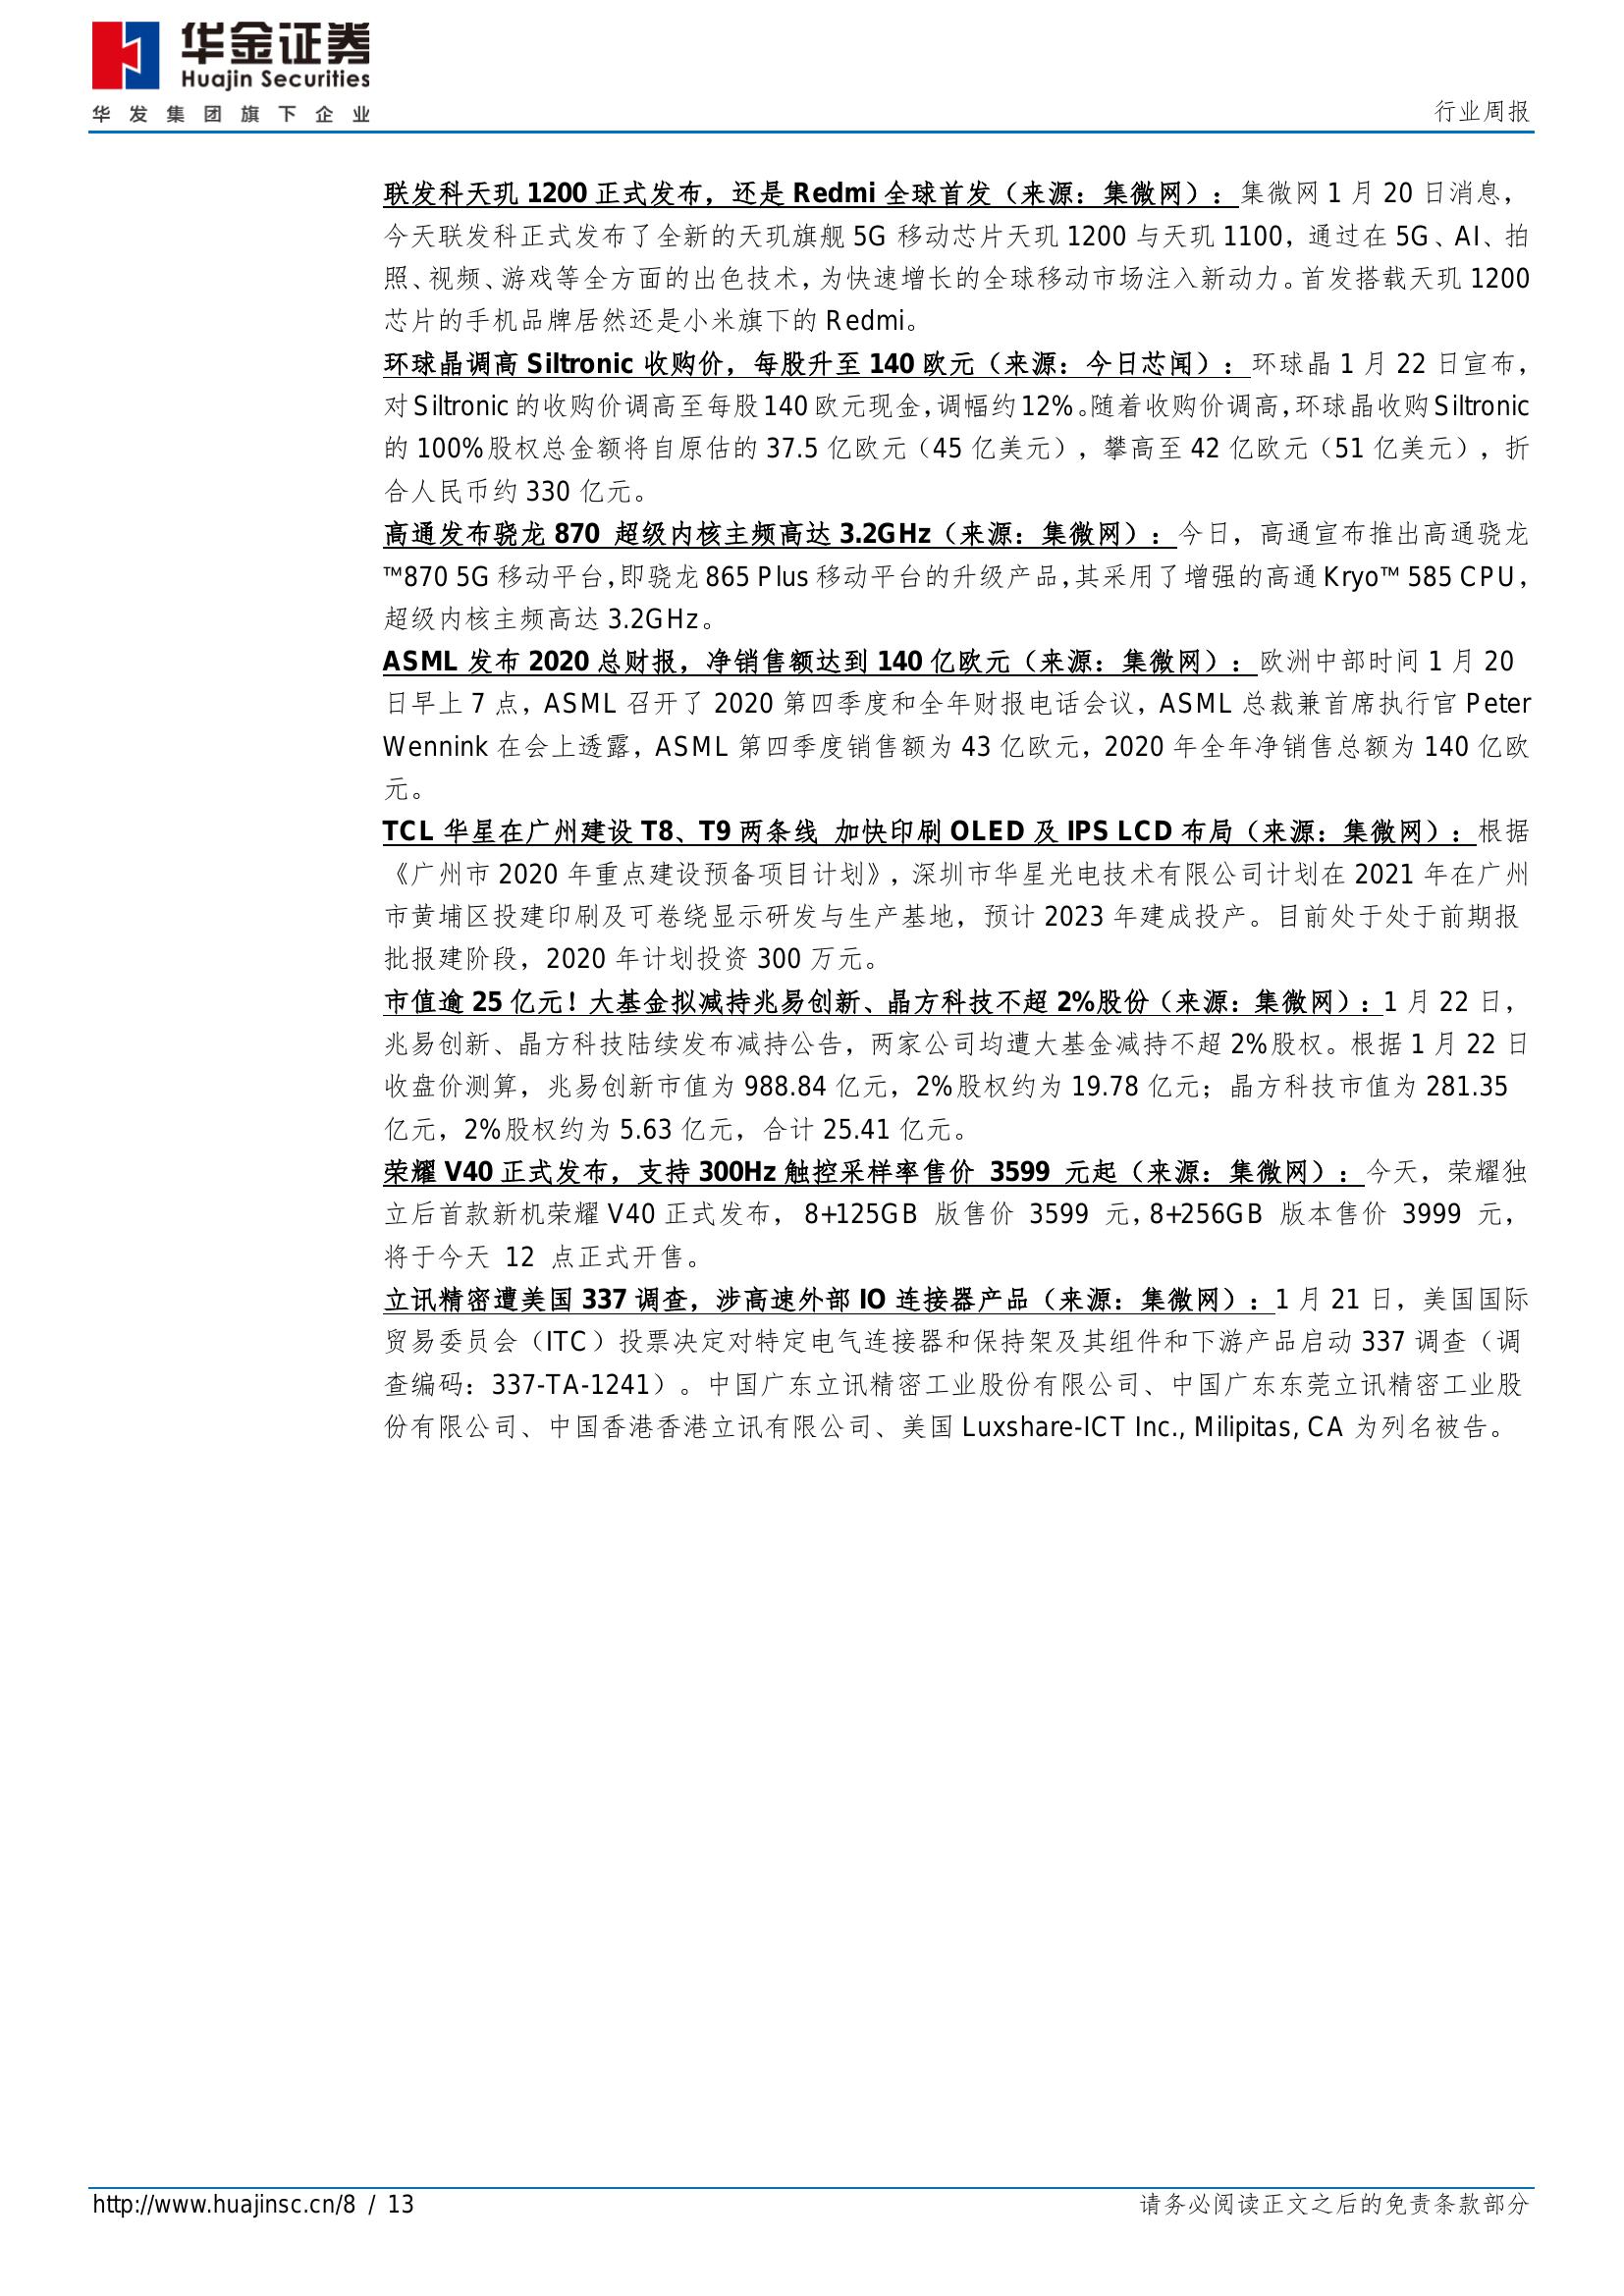 华金证券
Huajin Securities
华发集团旗下企业
行业周报
联发科天玑 1200 正式发布，还是 Redmi 全球首发（来源：集微网）：集微网 1 月 20 日消息，
今天联发科正式发布了全新的天玑旗舰 5G 移动芯片天玑 1200 与天玑 1100，通过在 5G、AI、拍
照、视频、游戏等全方面的出色技术，为快速增长的全球移动市场注入新动力。首发搭载天玑 1200
芯片的手机品牌居然还是小米旗下的 Redmi。
环球晶调高 Siltronic 收购价，每股升至 140 欧元（来源：今日芯闻）：环球晶 1 月 22 日宣布，
对 Siltronic 的收购价调高至每股 140 欧元现金，调幅约 12%。随着收购价调高，环球晶收购 Siltronic
的 100%股权总金额将自原估的 37.5 亿欧元（45 亿美元），攀高至 42 亿欧元（51 亿美元），折
合人民币约 330 亿元。
高通发布骁龙 870 超级内核主频高达 3.2GHz（来源：集微网）：今日，高通宣布推出高通骁龙
™870 5G 移动平台，即骁龙 865 Plus 移动平台的升级产品，其采用了增强的高通 Kryo™ 585 CPU，
超级内核主频高达 3.2GHz。
ASML 发布 2020 总财报，净销售额达到 140 亿欧元（来源：集微网）：欧洲中部时间 1 月 20
日早上 7 点，ASML 召开了 2020 第四季度和全年财报电话会议，ASML 总裁兼首席执行官 Peter
Wennink 在会上透露，ASML 第四季度销售额为 43 亿欧元，2020 年全年净销售总额为 140 亿欧
元。
TCL 华星在广州建设 T8、T9 两条线 加快印刷 OLED 及 IPS LCD 布局（来源：集微网）：根据
《广州市 2020 年重点建设预备项目计划》，深圳市华星光电技术有限公司计划在 2021 年在广州
市黄埔区投建印刷及可卷绕显示研发与生产基地，预计 2023 年建成投产。目前处于处于前期报
批报建阶段，2020 年计划投资 300 万元。
市值逾 25 亿元！大基金拟减持兆易创新、晶方科技不超 2%股份（来源：集微网）：1 月 22 日，
兆易创新、晶方科技陆续发布减持公告，两家公司均遭大基金减持不超 2%股权。根据 1 月 22 日
收盘价测算，兆易创新市值为 988.84 亿元，2%股权约为 19.78 亿元；晶方科技市值为 281.35
亿元，2%股权约为 5.63 亿元，合计 25.41 亿元。
荣耀 V40 正式发布，支持 300Hz 触控采样率售价 3599 元起（来源：集微网）：今天，荣耀独
立后首款新机荣耀 V40 正式发布， 8+125GB 版售价 3599 元，8+256GB 版本售价 3999 元，
将于今天 12 点正式开售。
立讯精密遭美国 337 调查，涉高速外部 IO 连接器产品（来源：集微网）：1 月 21 日，美国国际
贸易委员会（ITC）投票决定对特定电气连接器和保持架及其组件和下游产品启动 337 调查（调
查编码：337-TA-1241）。中国广东立讯精密工业股份有限公司、中国广东东莞立讯精密工业股
份有限公司、中国香港香港立讯有限公司、美国 Luxshare-ICT Inc., Milipitas, CA 为列名被告。
http://www.huajinsc.cn/8 / 13
请务必阅读正文之后的免责条款部分